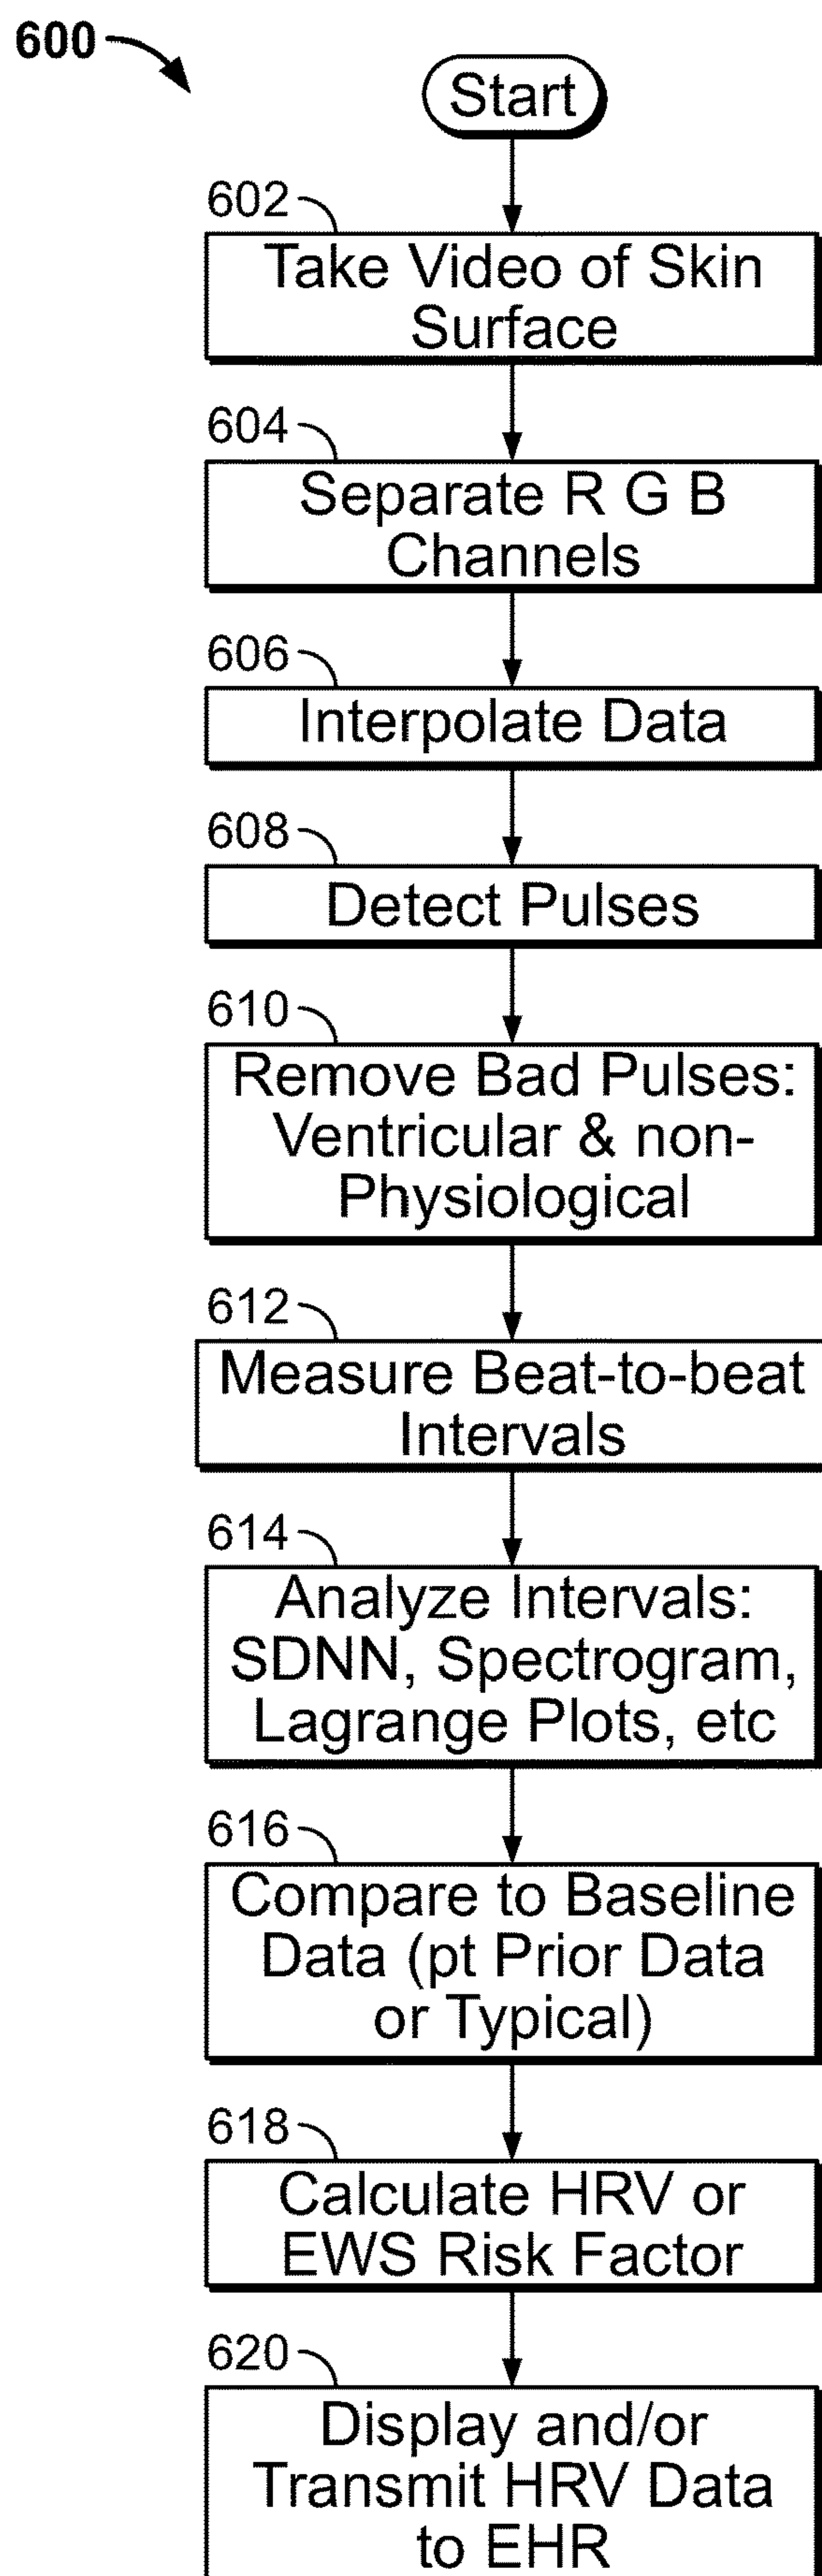 600
Start
602
Take Video of Skin
Surface
604
Separate R G B
Channels
606
Interpolate Data
608
Detect Pulses
610
Remove Bad Pulses:
Ventricular & non-
Physiological
612
Measure Beat-to-beat
Intervals
614
Analyze Intervals:
SDNN, Spectrogram,
Lagrange Plots, etc
616
Compare to Baseline
Data (pt Prior Data
or Typical)
618
Calculate HRV or
EWS Risk Factor
620
Display and/or
Transmit HRV Data
to EHR